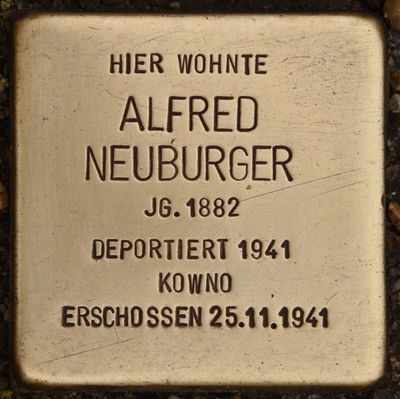 HIER WOHNTE
ALFRED
NEUBURGER
JG. 1882
DEPORTIERT 1941
KOWNO
ERSCHOSSEN 25.11.1941